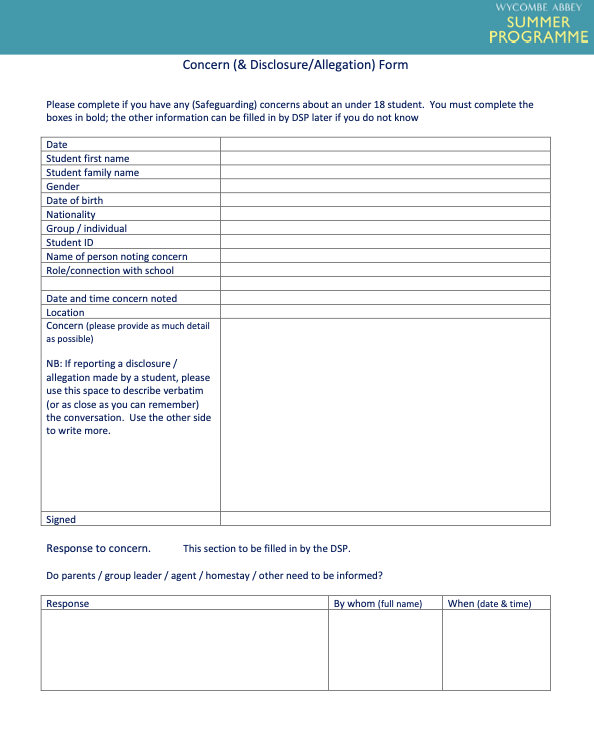 WYCOMBE ABBEY
SUMMER
PROGRAMME
Concern (& Disclosure/Allegation) Form
Please complete if you have any (Safeguarding) concerns about an under 18 student.  You must complete the
boxes in bold; the other information can be filled in by DSP later if you do not know
Date
Student first name
Student family name
Gender
Date of birth
Nationality
Group / individual
Student ID
Name of person noting concern
Role/connection with school
Date and time concern noted
Location
Concern (please provide as much detail
as possible)
NB: If reporting a disclosure /
allegation made by a student, please
use this space to describe verbatim
(or as close as you can remember)
the conversation.  Use the other side
to write more.
Signed
Response to concern. This section to be filled in by the DSP.
Do parents / group leader / agent / homestay / other need to be informed?
Response By whom (full name) When (date & time)